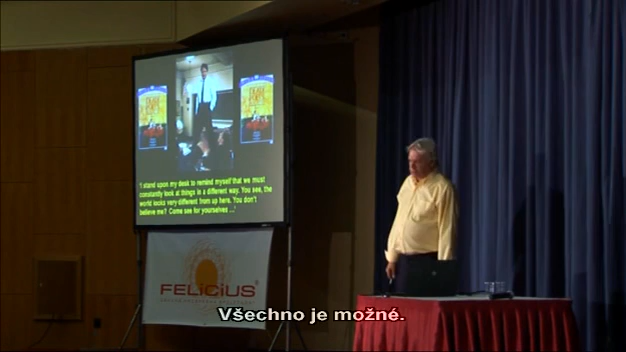 'I stand upon my desk to remind myself that we must
constantly look at things in a different way. You see, the
world looks very different from up here. You don't
believe me? Come see for yourselves ...'
FELICIUS
Všechno je možné.